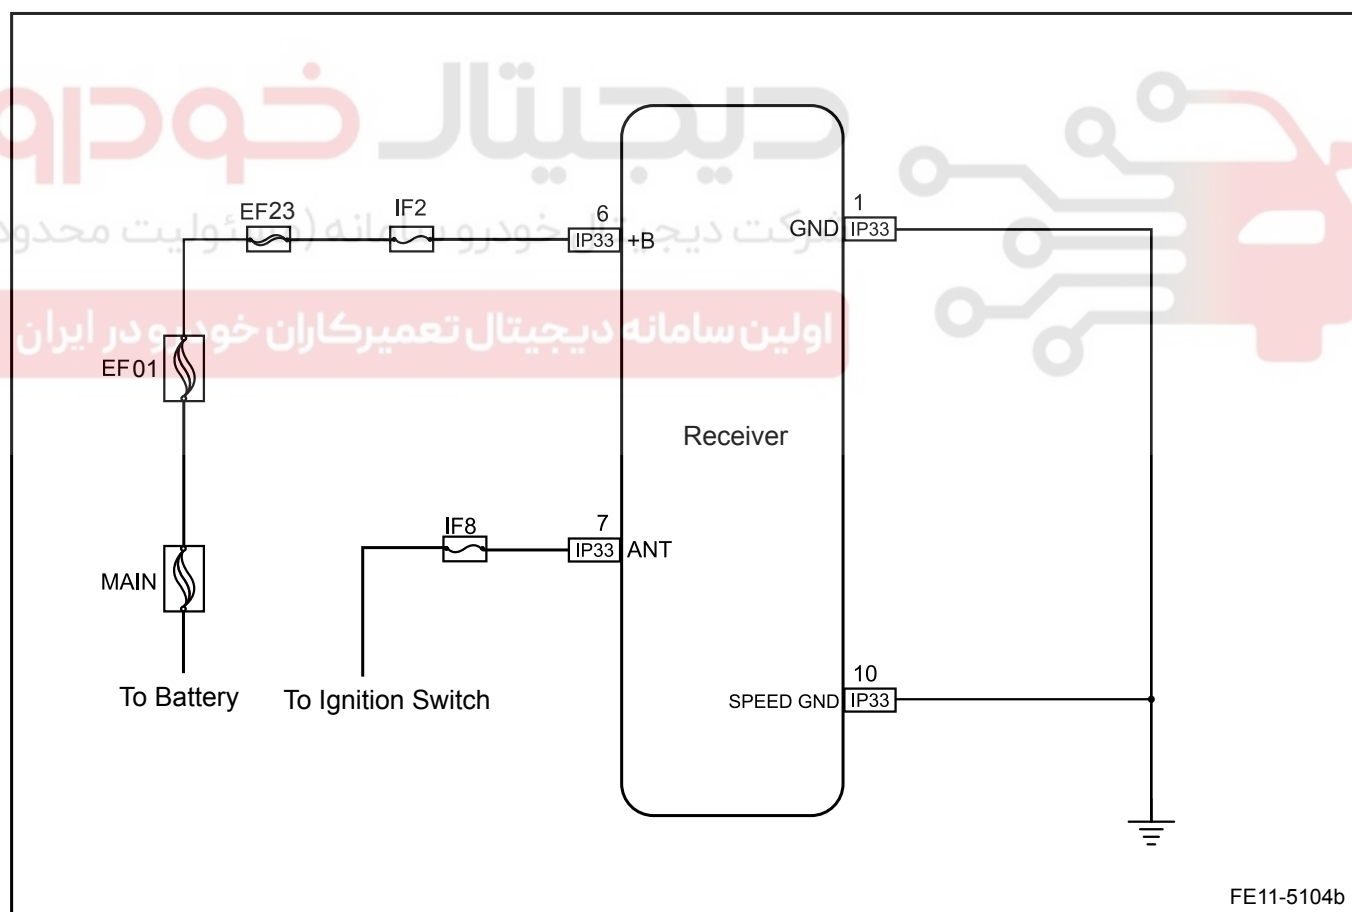 دیجیتال خودرو
شرکت دیجیتال خودرو سامانه (مسئولیت محدود
اولین سامانه دیجیتال تعمیرکاران خودرو در ایران
EF23
IF2
6
IP33
+B
1
GND
IP33
EF01
Receiver
IF8
7
IP33
ANT
MAIN
To Battery
To Ignition Switch
10
SPEED GND
IP33
FE11-5104b